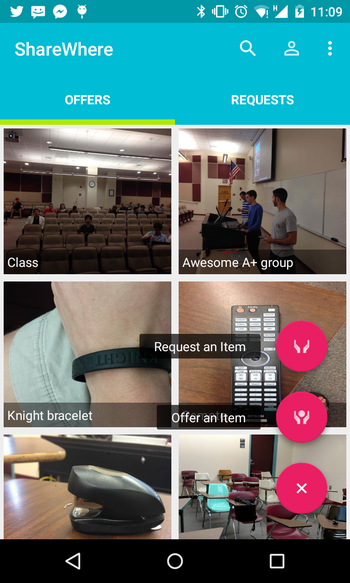 11:09
ShareWhere
OFFERS
REQUESTS
Class
Awesome A+ group
Request an Item
Knight bracelet
Offer an Item